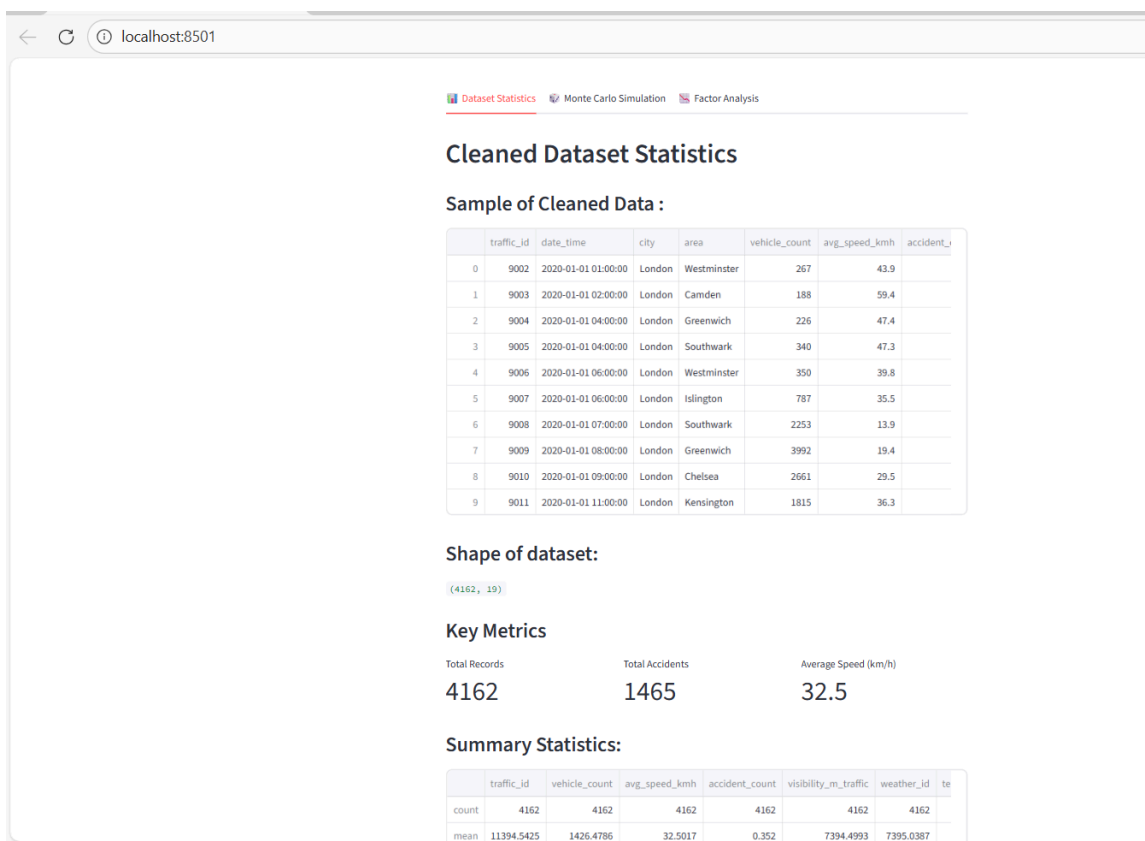 localhost:8501
Dataset Statistics Monte Carlo Simulation Factor Analysis
Cleaned Dataset Statistics
Sample of Cleaned Data :
traffic_id date_time city area vehicle_count avg_speed_kmh accident_
0 9002 2020-01-01 01:00:00 London Westminster 267 43.9
1 9003 2020-01-01 02:00:00 London Camden 188 59.4
2 9004 2020-01-01 04:00:00 London Greenwich 226 47.4
3 9005 2020-01-01 04:00:00 London Southwark 340 47.3
4 9006 2020-01-01 06:00:00 London Westminster 350 39.8
5 9007 2020-01-01 06:00:00 London Islington 787 35.5
6 9008 2020-01-01 07:00:00 London Southwark 2253 13.9
7 9009 2020-01-01 08:00:00 London Greenwich 3992 19.4
8 9010 2020-01-01 09:00:00 London Chelsea 2661 29.5
9 9011 2020-01-01 11:00:00 London Kensington 1815 36.3
Shape of dataset:
(4162, 19)
Key Metrics
Total Records Total Accidents Average Speed (km/h)
4162 1465 32.5
Summary Statistics:
traffic_id vehicle_count avg_speed_kmh accident_count visibility_m_traffic weather_id te
count 4162 4162 4162 4162 4162 4162
mean 11394.5425 1426.4786 32.5017 0.352 7394.4993 7395.0387